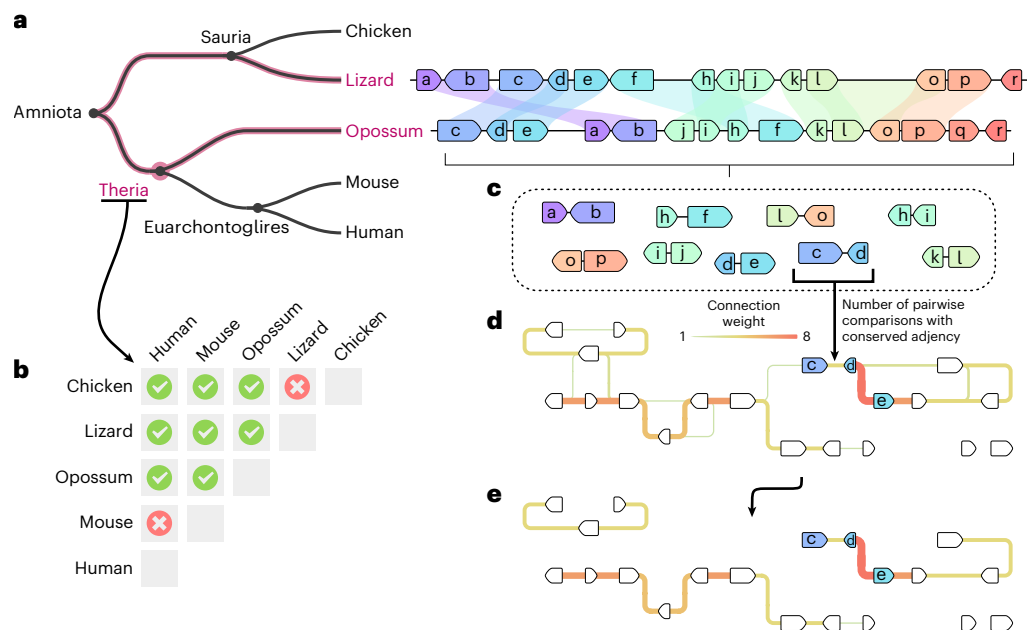 a
Sauria
Chicken
Lizard
a b c d e f h i j k l o p r
Amniota
Opossum
c d e a b j i h f k l o p q r
Theria
Mouse
Euarchontoglires
Human
c
a b h f l o h i
o p i j d e c d k l
b
Human Mouse Opossum Lizard Chicken
Chicken
Lizard
Opossum
Mouse
Human
d
Connection
weight
1 8
Number of pairwise
comparisons with
conserved adjency
c d
e
e
c d
e